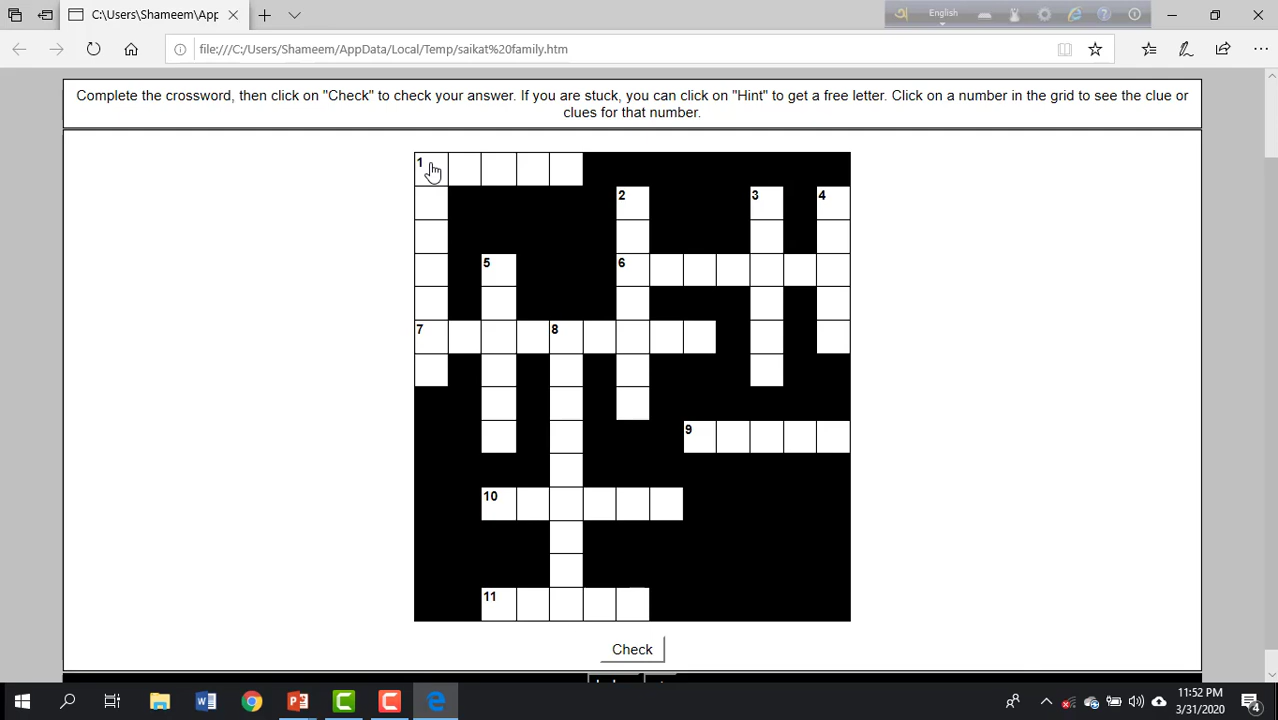 C:\Users\Shameem\App
অ English
file:///C:/Users/Shameem/AppData/Local/Temp/saikat%20family.htm
Complete the crossword, then click on "Check" to check your answer. If you are stuck, you can click on "Hint" to get a free letter. Click on a number in the grid to see the clue or
clues for that number.
1
2 3 4
5 6
7 8
9
10
11
Check
11:52 PM
3/31/2020
4